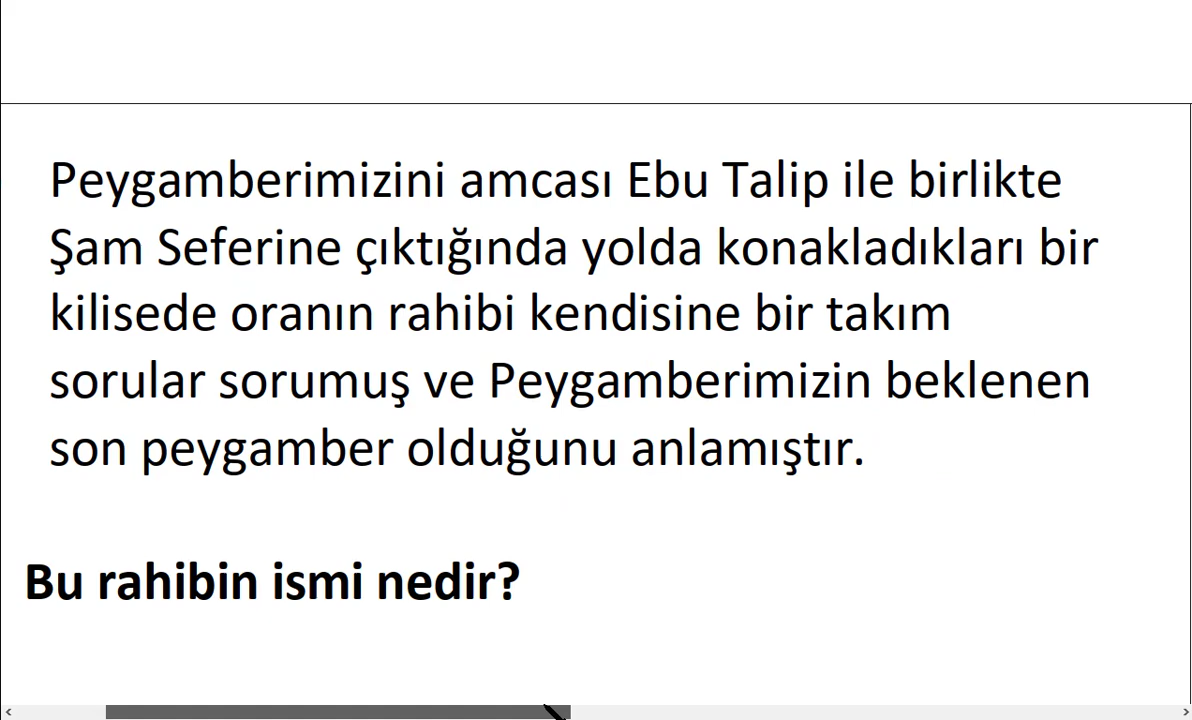 Peygamberimizini amcası Ebu Talip ile birlikte
Şam Seferine çıktığında yolda konakladıkları bir
kilisede oranın rahibi kendisine bir takım
sorular sorumuş ve Peygamberimizin beklenen
son peygamber olduğunu anlamıştır.
Bu rahibin ismi nedir?